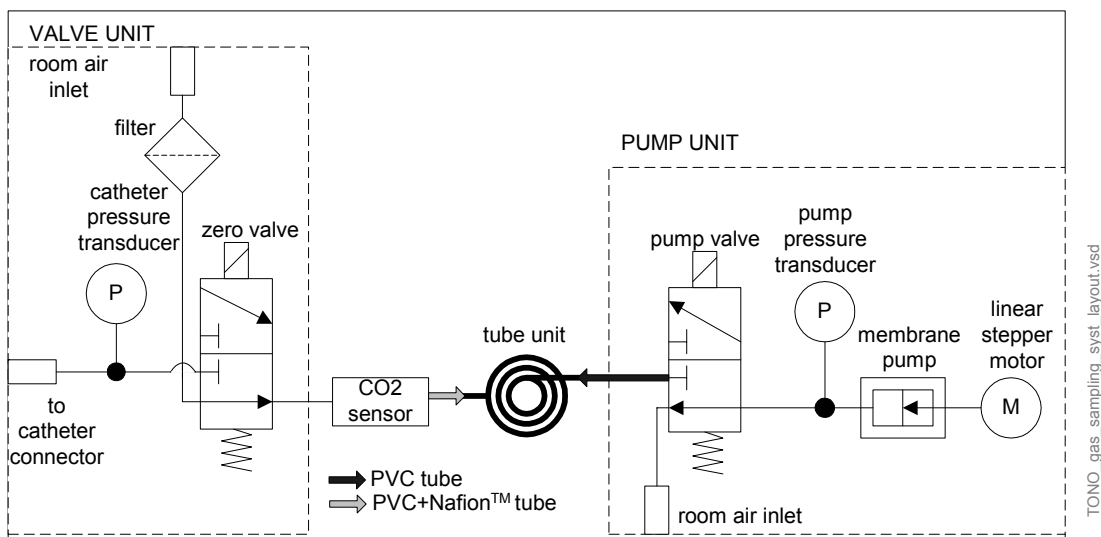 VALVE UNIT
room air
inlet
filter
catheter
pressure
transducer
zero valve
P
to
catheter
connector
CO2
sensor
tube unit
PVC tube
PVC+Nafion™ tube
PUMP UNIT
pump valve
pump
pressure
transducer
P
membrane
pump
linear
stepper
motor
M
room air inlet
TONO_gas_sampling_syst_layout.vsd